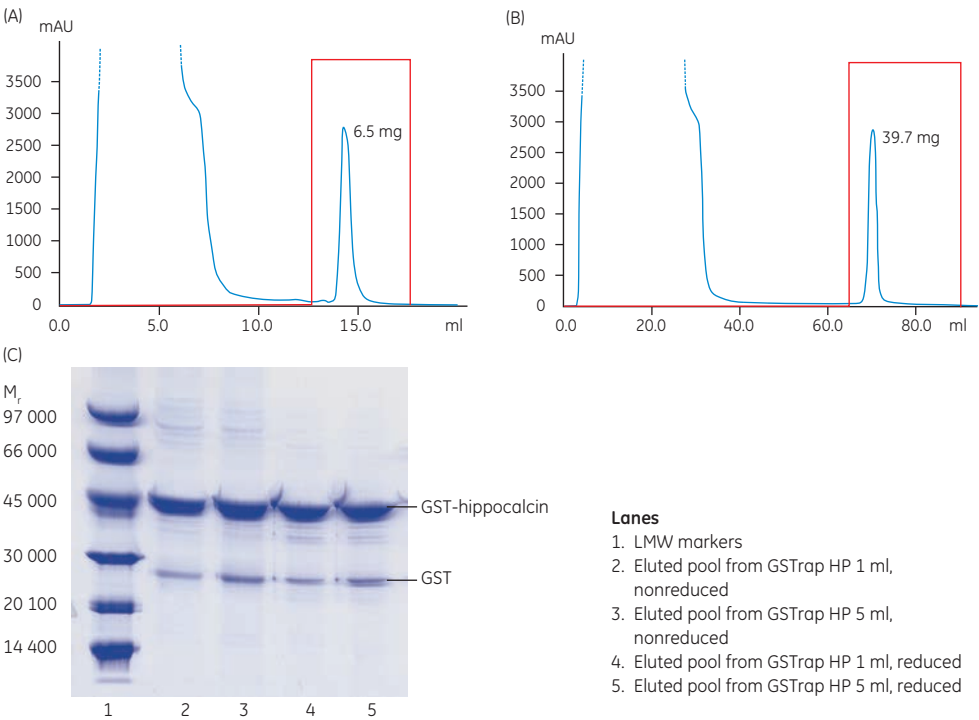 (A)
mAU
3500
3000
2500
2000
1500
1000
500
0
6.5 mg
0.0 5.0 10.0 15.0 ml
(B)
mAU
3500
3000
2500
2000
1500
1000
500
0
39.7 mg
0.0 20.0 40.0 60.0 80.0 ml
(C)
Mr
97 000
66 000
45 000
30 000
20 100
14 400
GST-hippocalcin
GST
1 2 3 4 5
Lanes
1. LMW markers
2. Eluted pool from GSTrap HP 1 ml,
nonreduced
3. Eluted pool from GSTrap HP 5 ml,
nonreduced
4. Eluted pool from GSTrap HP 1 ml, reduced
5. Eluted pool from GSTrap HP 5 ml, reduced